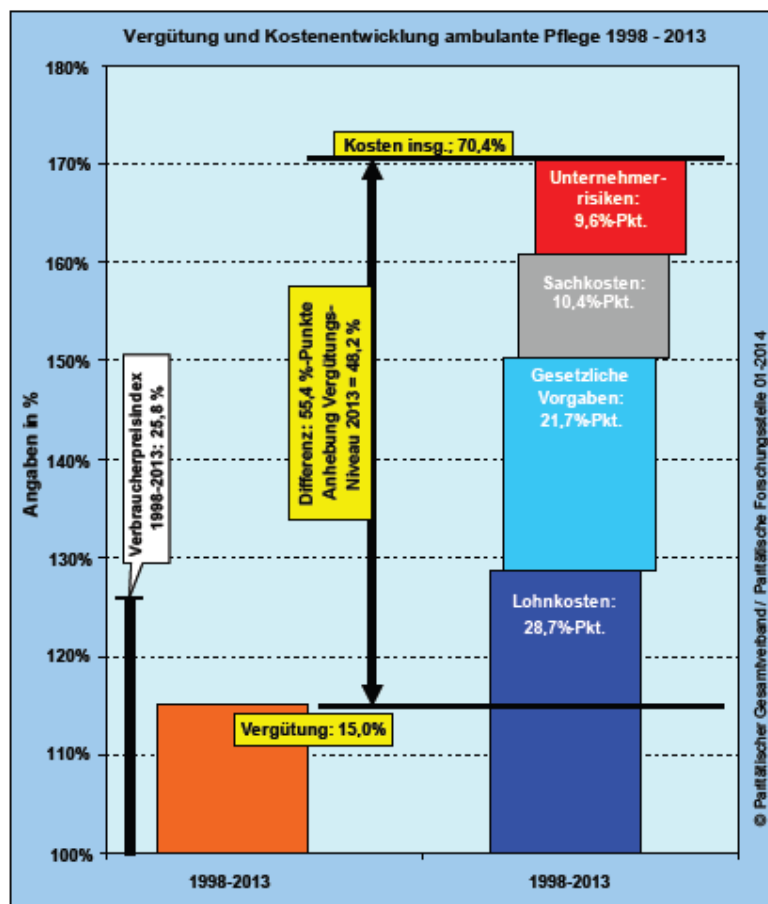 Vergütung und Kostenentwicklung ambulante Pflege 1998 - 2013
180%
170%
160%
150%
140%
130%
120%
110%
100%
Angaben in %
Verbraucherpreisindex
1998-2013: 25,8 %
Kosten insg.; 70,4%
Differenz: 55,4 %-Punkte
Anhebung Vergütungs-
Niveau 2013 = 48,2 %
Vergütung: 15,0%
Unternehmer-
risiken:
9,6%-Pkt.
Sachkosten:
10,4%-Pkt.
Gesetzliche
Vorgaben:
21,7%-Pkt.
Lohnkosten:
28,7%-Pkt.
1998-2013
1998-2013
© Paritätischer Gesamtverband / Paritätische Forschungsstelle 01-2014